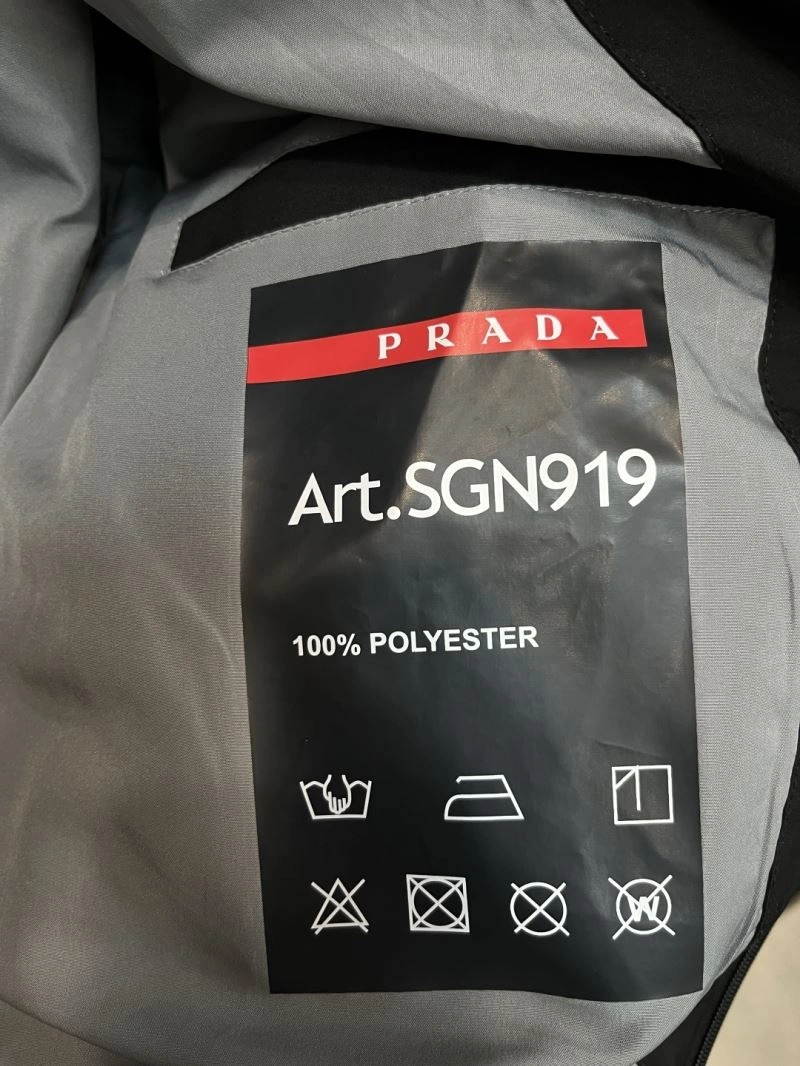 PRADA
Art.SGN919
100% POLYESTER
W